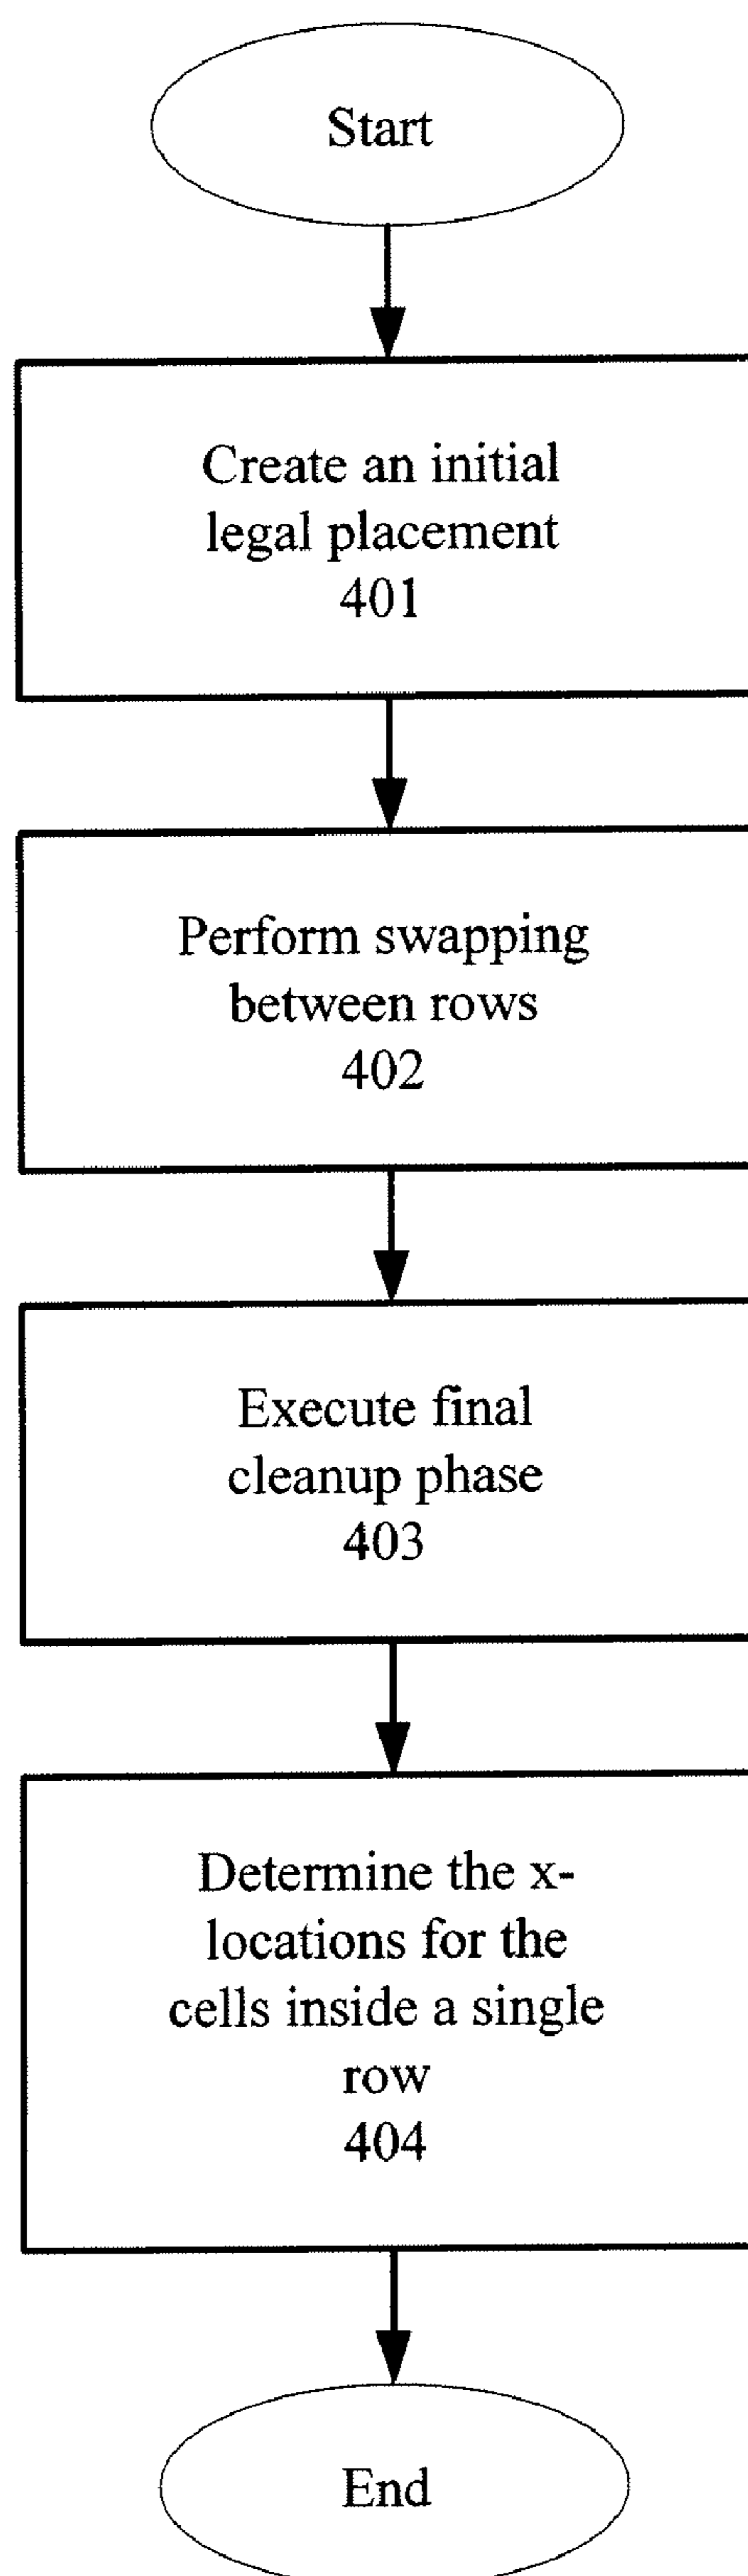 Start
Create an initial
legal placement
401
Perform swapping
between rows
402
Execute final
cleanup phase
403
Determine the x-
locations for the
cells inside a single
row
404
End